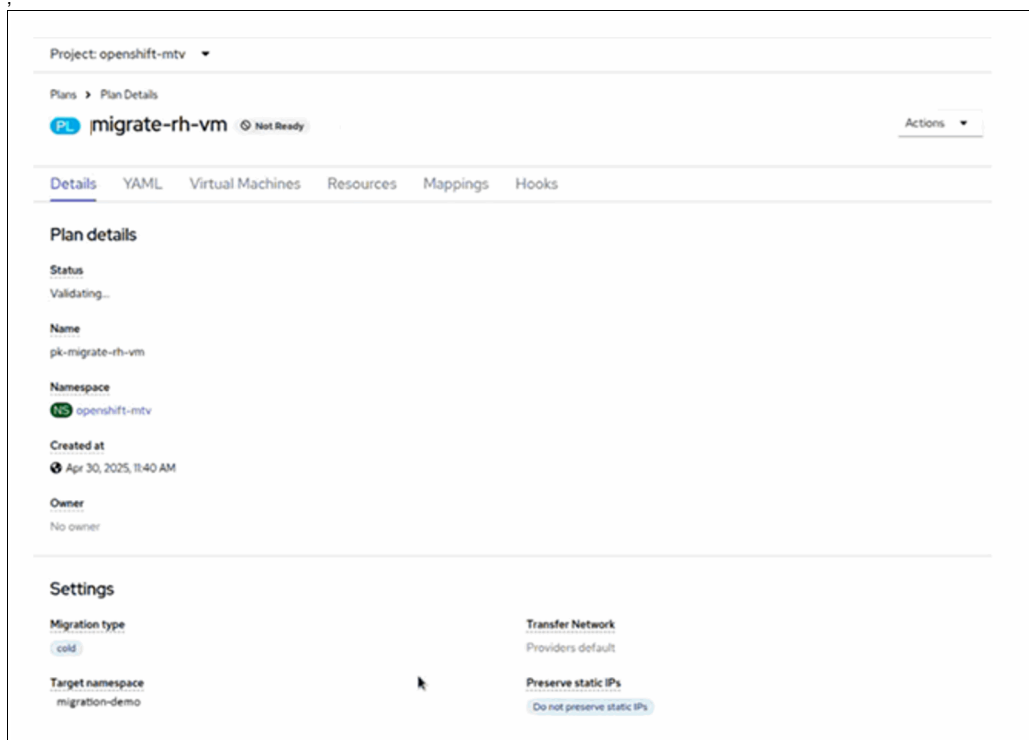 ,
Project: openshift-mtv
Plans > Plan Details
PL migrate-rh-vm Not Ready
Actions
Details YAML Virtual Machines Resources Mappings Hooks
Plan details
Status
Validating...
Name
pk-migrate-rh-vm
Namespace
NS openshift-mtv
Created at
Apr 30, 2025, 11:40 AM
Owner
No owner
Settings
Migration type Transfer Network
cold Providers default
Target namespace Preserve static IPs
migration-demo Do not preserve static IPs